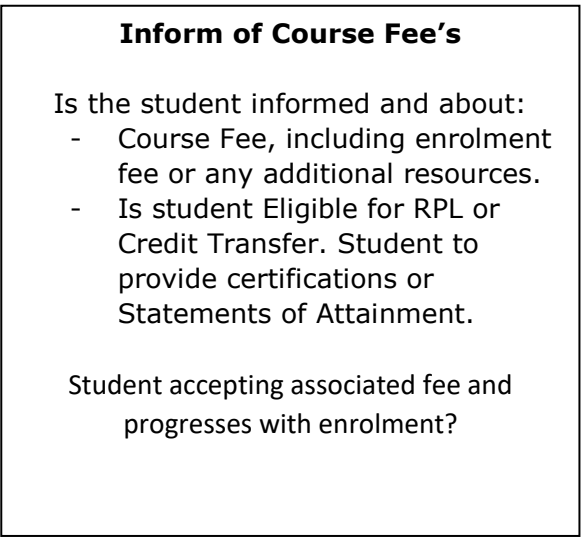 Inform of Course Fee’s
Is the student informed and about:
- Course Fee, including enrolment
fee or any additional resources.
- Is student Eligible for RPL or
Credit Transfer. Student to
provide certifications or
Statements of Attainment.
Student accepting associated fee and
progresses with enrolment?